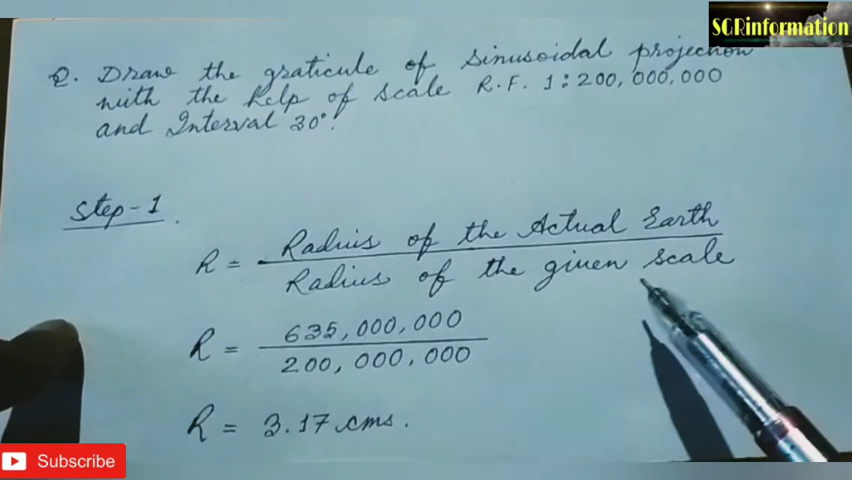 SCRinformation
Q. Draw the graticule of Sinusoidal projection
with the help of scale R.F. 1:200,000,000
and Interval 30°.
Step-1.
R = Radius of the Actual Earth
Radius of the given scale
R = 635,000,000
200,000,000
R = 3.17 cms.
Subscribe